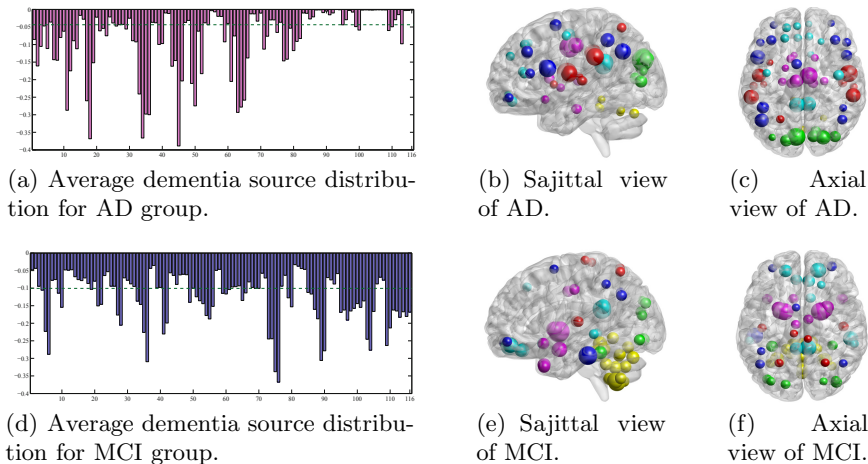 0
−0.05
−0.1
−0.15
−0.2
−0.25
−0.3
−0.35
−0.4
10 20 30 40 50 60 70 80 90 100 110 116
(a) Average dementia source distribu-
tion for AD group.
(b) Sajittal view
of AD.
(c) Axial
view of AD.
0
−0.05
−0.1
−0.15
−0.2
−0.25
−0.3
−0.35
−0.4
10 20 30 40 50 60 70 80 90 100 110 116
(d) Average dementia source distribu-
tion for MCI group.
(e) Sajittal view
of MCI.
(f) Axial
view of MCI.